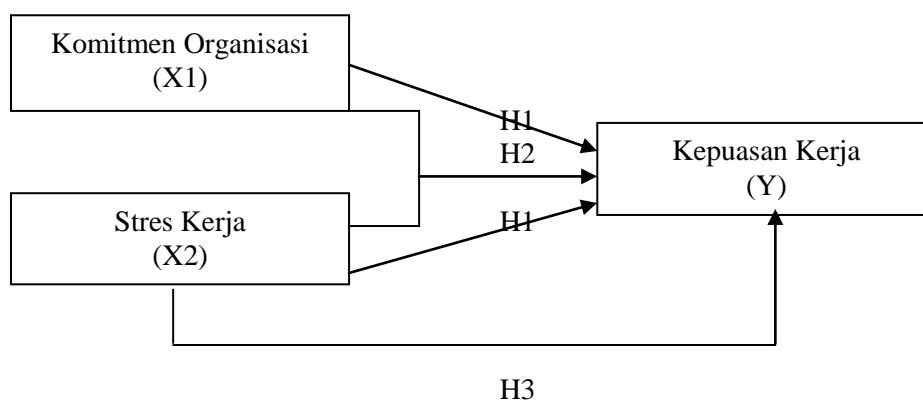 Komitmen Organisasi
(X1)
H1
H2
Kepuasan Kerja
(Y)
Stres Kerja
(X2)
H1
H3